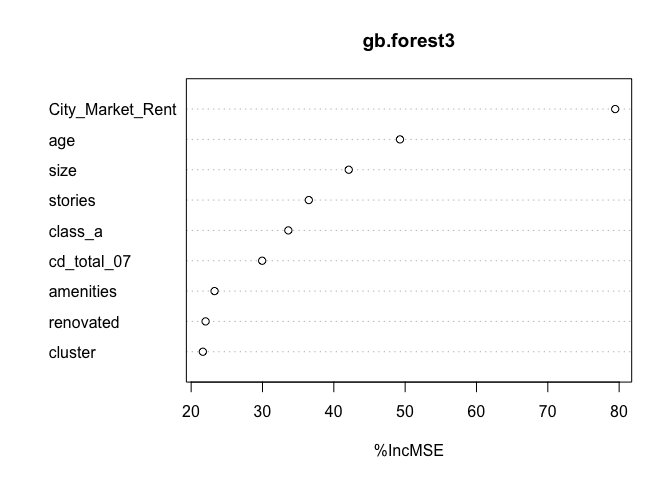 gb.forest3
City_Market_Rent
age
size
stories
class_a
cd_total_07
amenities
renovated
cluster
20 30 40 50 60 70 80
%IncMSE